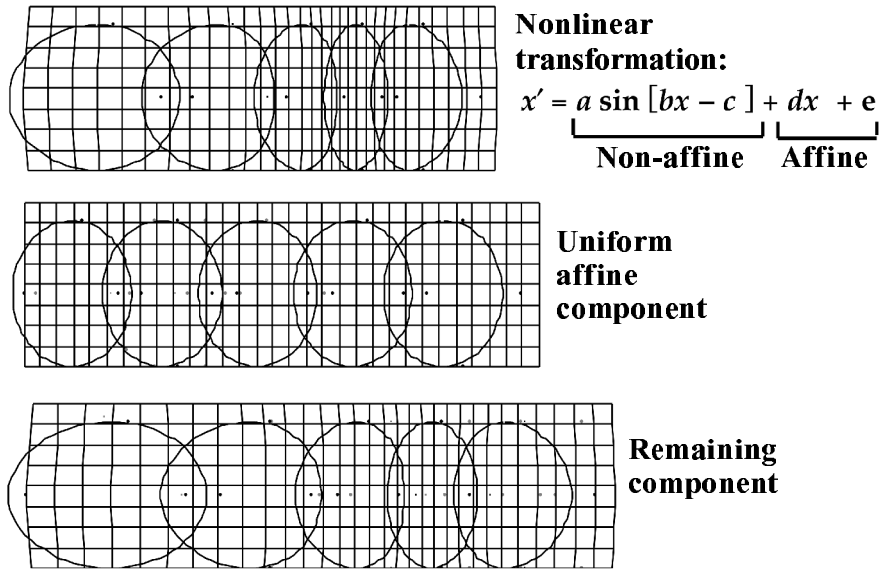 Nonlinear
transformation:
x′ = a sin [bx − c ] + dx + e
Non-affine Affine
Uniform
affine
component
Remaining
component